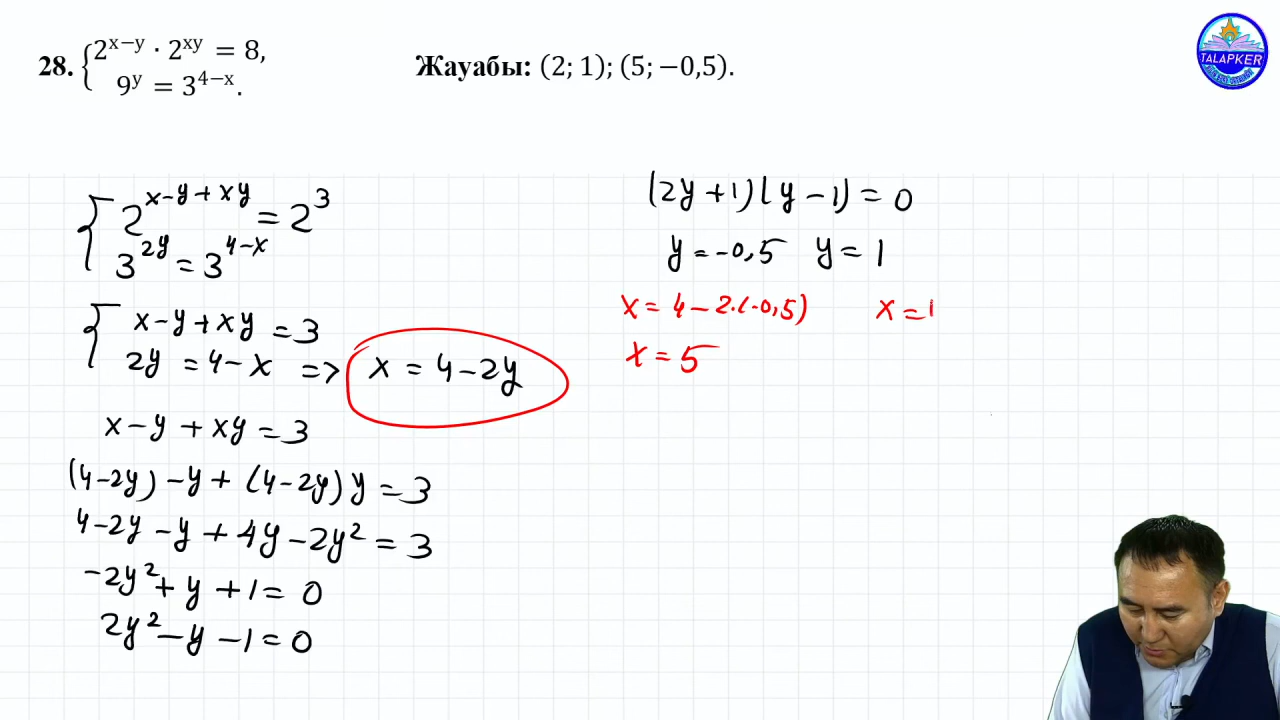 28. {2^{x−y} · 2^{xy} = 8,
9^y = 3^{4−x}.
Жауабы: (2; 1); (5; −0,5).
TALAPKER
{2^{x-y+xy} = 2^3
3^{2y} = 3^{4-x}
{x-y+xy = 3
2y = 4-x => x = 4-2y
x-y+xy = 3
(4-2y)-y+(4-2y)y = 3
4-2y-y+4y-2y² = 3
-2y²+y+1 = 0
2y²-y-1 = 0
(2y+1)(y-1) = 0
y = -0,5 y = 1
x = 4-2·(-0,5) x = 1
x = 5